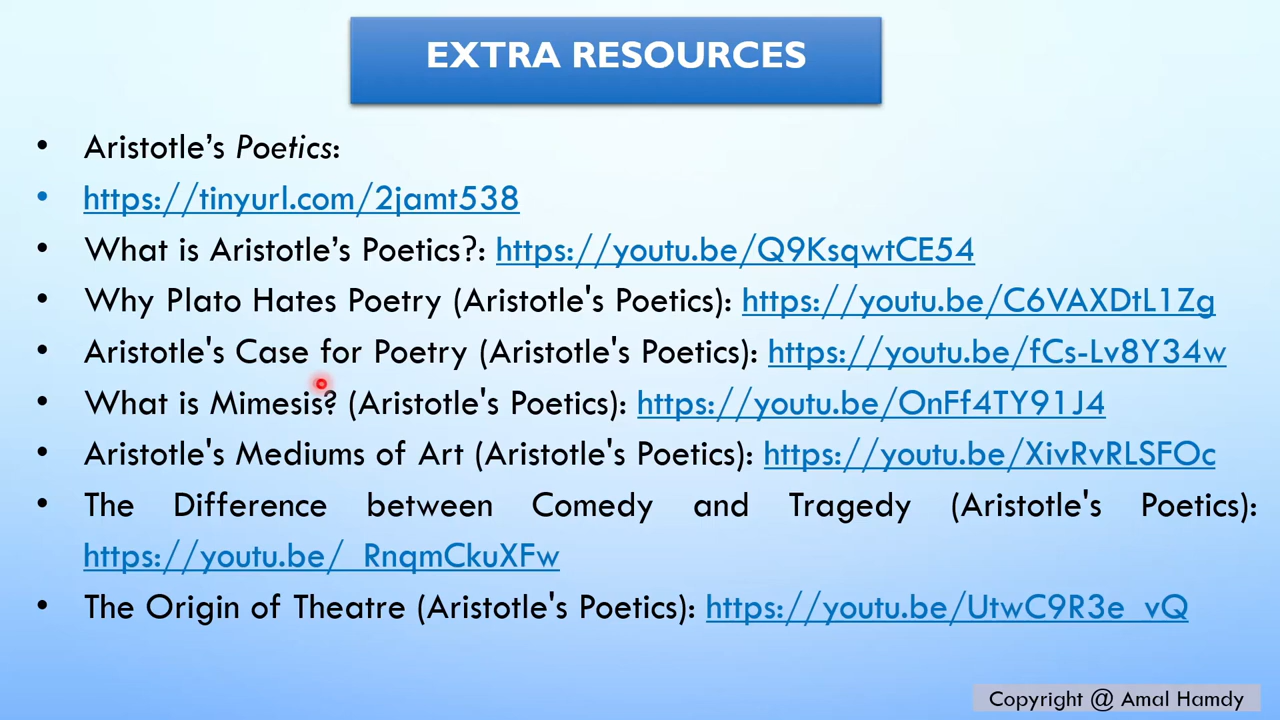 EXTRA RESOURCES
• Aristotle’s Poetics:
• https://tinyurl.com/2jamt538
• What is Aristotle’s Poetics?: https://youtu.be/Q9KsqwtCE54
• Why Plato Hates Poetry (Aristotle's Poetics): https://youtu.be/C6VAXDtL1Zg
• Aristotle's Case for Poetry (Aristotle's Poetics): https://youtu.be/fCs-Lv8Y34w
• What is Mimesis? (Aristotle's Poetics): https://youtu.be/OnFf4TY91J4
• Aristotle's Mediums of Art (Aristotle's Poetics): https://youtu.be/XivRvRLSFOc
• The Difference between Comedy and Tragedy (Aristotle's Poetics):
https://youtu.be/_RnqmCkuXFw
• The Origin of Theatre (Aristotle's Poetics): https://youtu.be/UtwC9R3e_vQ
Copyright @ Amal Hamdy